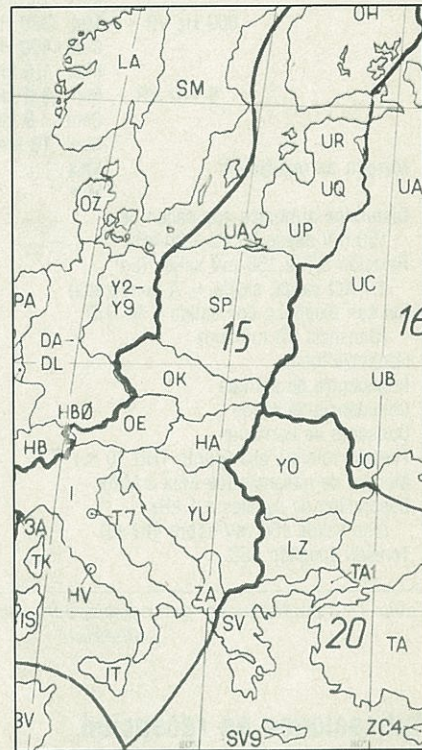 OH
LA
SM
UR
OZ
UQ
UA
UA
UP
Y2-
Y9
SP
UC
PA
15
16
DA
DL
OK
UB
HBØ
OE
HB
HA
YO
UO
I
T7
YU
3A
LZ
TK
TA1
HV
ZA
IS
SV
20
TA
IT
3V
SV9
ZC4